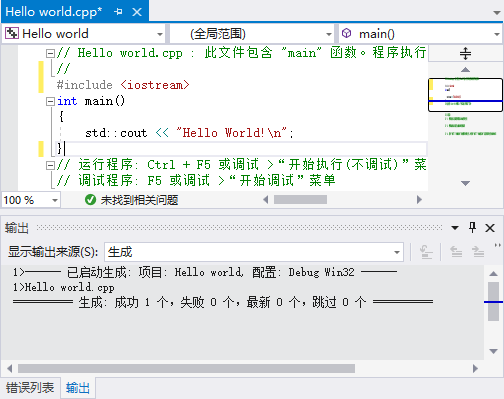 Hello world.cpp*
Hello world (全局范围) main()
// Hello world.cpp : 此文件包含 "main" 函数。程序执行
//
#include <iostream>
int main()
{
std::cout << "Hello World!\n";
}
// 运行程序: Ctrl + F5 或调试 >“开始执行(不调试)”菜
// 调试程序: F5 或调试 >“开始调试”菜单
100 % 未找到相关问题
输出
显示输出来源(S): 生成
1>------ 已启动生成: 项目: Hello world, 配置: Debug Win32 ------
1>Hello world.cpp
========== 生成: 成功 1 个，失败 0 个，最新 0 个，跳过 0 个 ==========
错误列表 输出